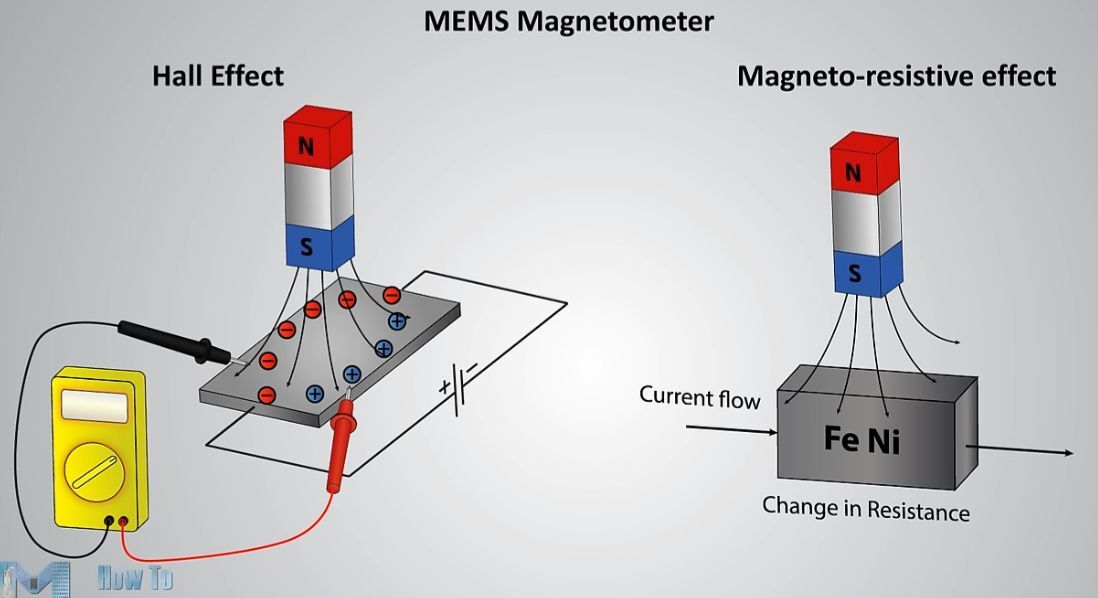 MEMS Magnetometer
Hall Effect
Magneto-resistive effect
N
S
N
S
+
−
Current flow
Fe Ni
Change in Resistance
How To